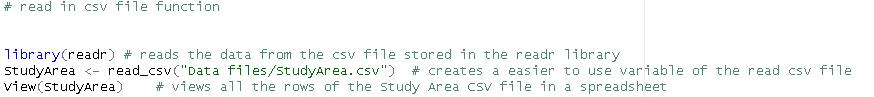 # read in csv file function
library(readr) # reads the data from the csv file stored in the readr library
StudyArea <- read_csv("Data files/StudyArea.csv")  # creates a easier to use variable of the read csv file
View(StudyArea)    # views all the rows of the Study Area CSV file in a spreadsheet